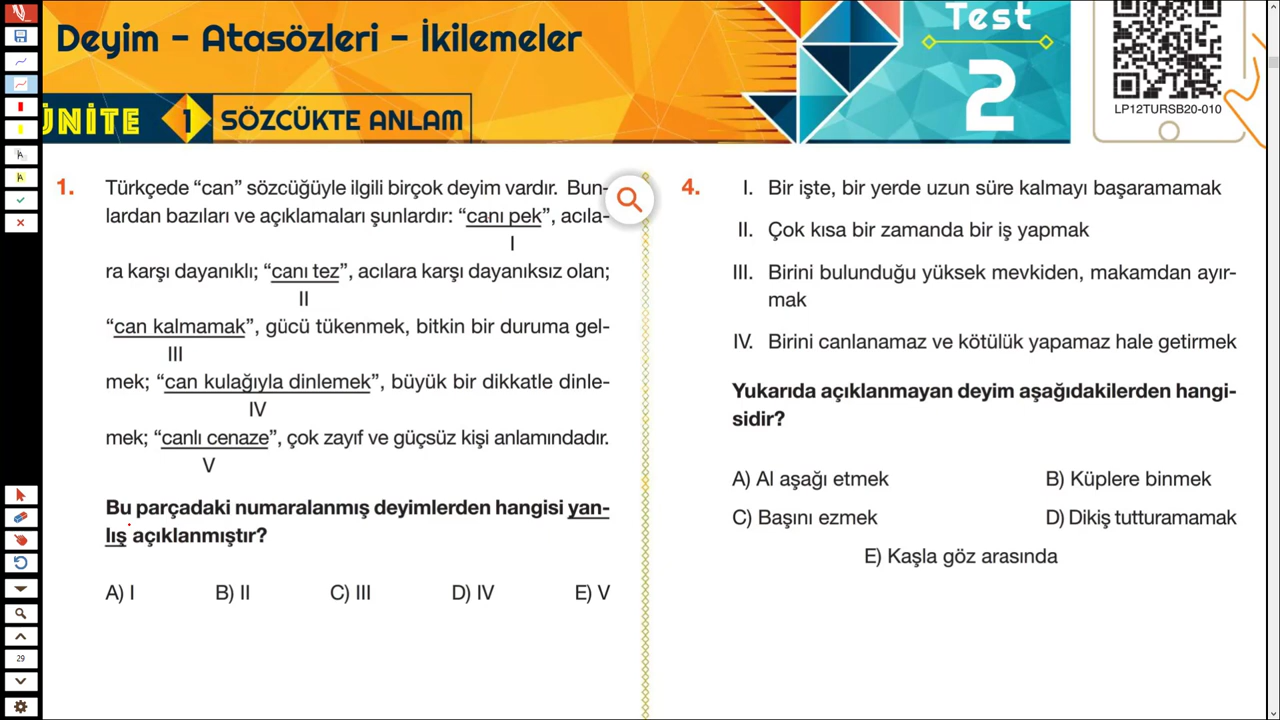 Deyim - Atasözleri - İkilemeler
Test
2
ÜNİTE 1 SÖZCÜKTE ANLAM
LP12TURSB20-010
1. Türkçede “can” sözcüğüyle ilgili birçok deyim vardır. Bun-
lardan bazıları ve açıklamaları şunlardır: “canı pek”, acıla-
I
ra karşı dayanıklı; “canı tez”, acılara karşı dayanıksız olan;
II
“can kalmamak”, gücü tükenmek, bitkin bir duruma gel-
III
mek; “can kulağıyla dinlemek”, büyük bir dikkatle dinle-
IV
mek; “canlı cenaze”, çok zayıf ve güçsüz kişi anlamındadır.
V
Bu parçadaki numaralanmış deyimlerden hangisi yan-
lış açıklanmıştır?
A) I B) II C) III D) IV E) V
4. I. Bir işte, bir yerde uzun süre kalmayı başaramamak
II. Çok kısa bir zamanda bir iş yapmak
III. Birini bulunduğu yüksek mevkiden, makamdan ayır-
mak
IV. Birini canlanamaz ve kötülük yapamaz hale getirmek
Yukarıda açıklanmayan deyim aşağıdakilerden hangi-
sidir?
A) Al aşağı etmek B) Küplere binmek
C) Başını ezmek D) Dikiş tutturamamak
E) Kaşla göz arasında
29